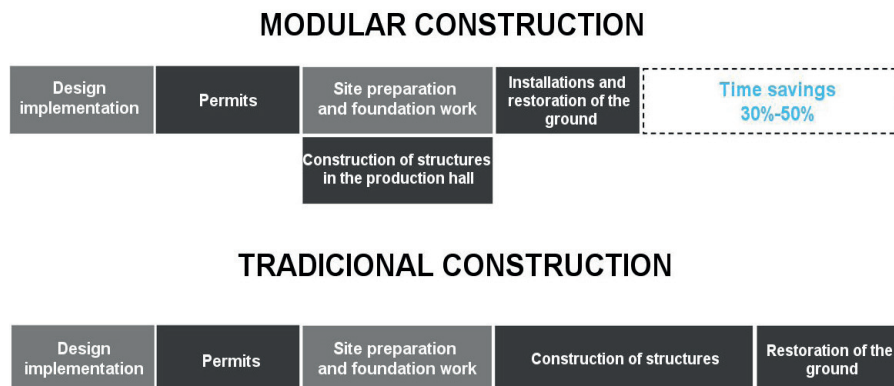 MODULAR CONSTRUCTION
Design
implementation
Permits
Site preparation
and foundation work
Installations and
restoration of the
ground
Time savings
30%-50%
Construction of structures
in the production hall
TRADICIONAL CONSTRUCTION
Design
implementation
Permits
Site preparation
and foundation work
Construction of structures
Restoration of the
ground